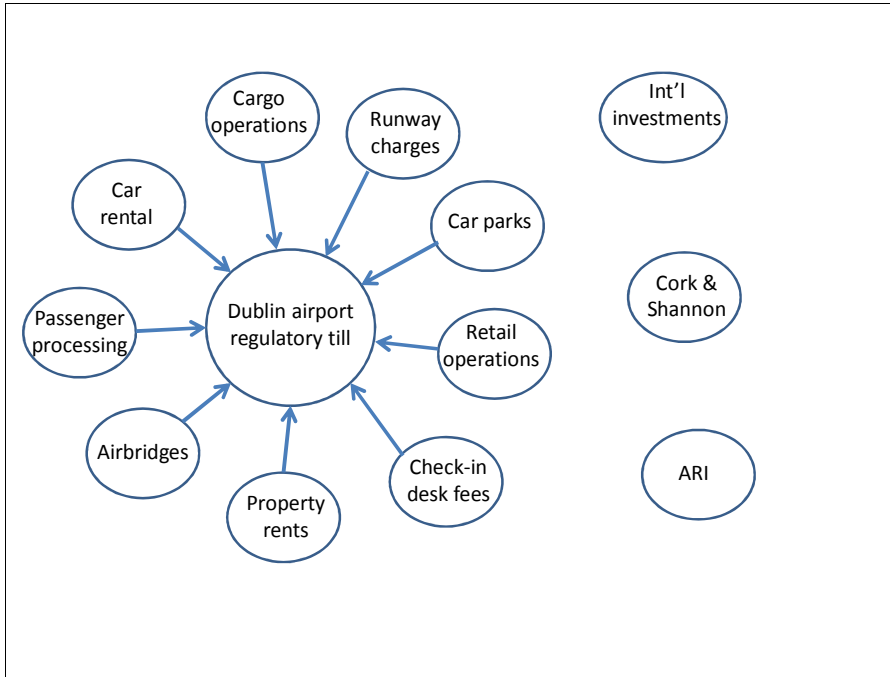 Cargo
operations
Runway
charges
Car
rental
Car parks
Dublin airport
regulatory till
Passenger
processing
Retail
operations
Airbridges
Check-in
desk fees
Property
rents
Int’l
investments
Cork &
Shannon
ARI